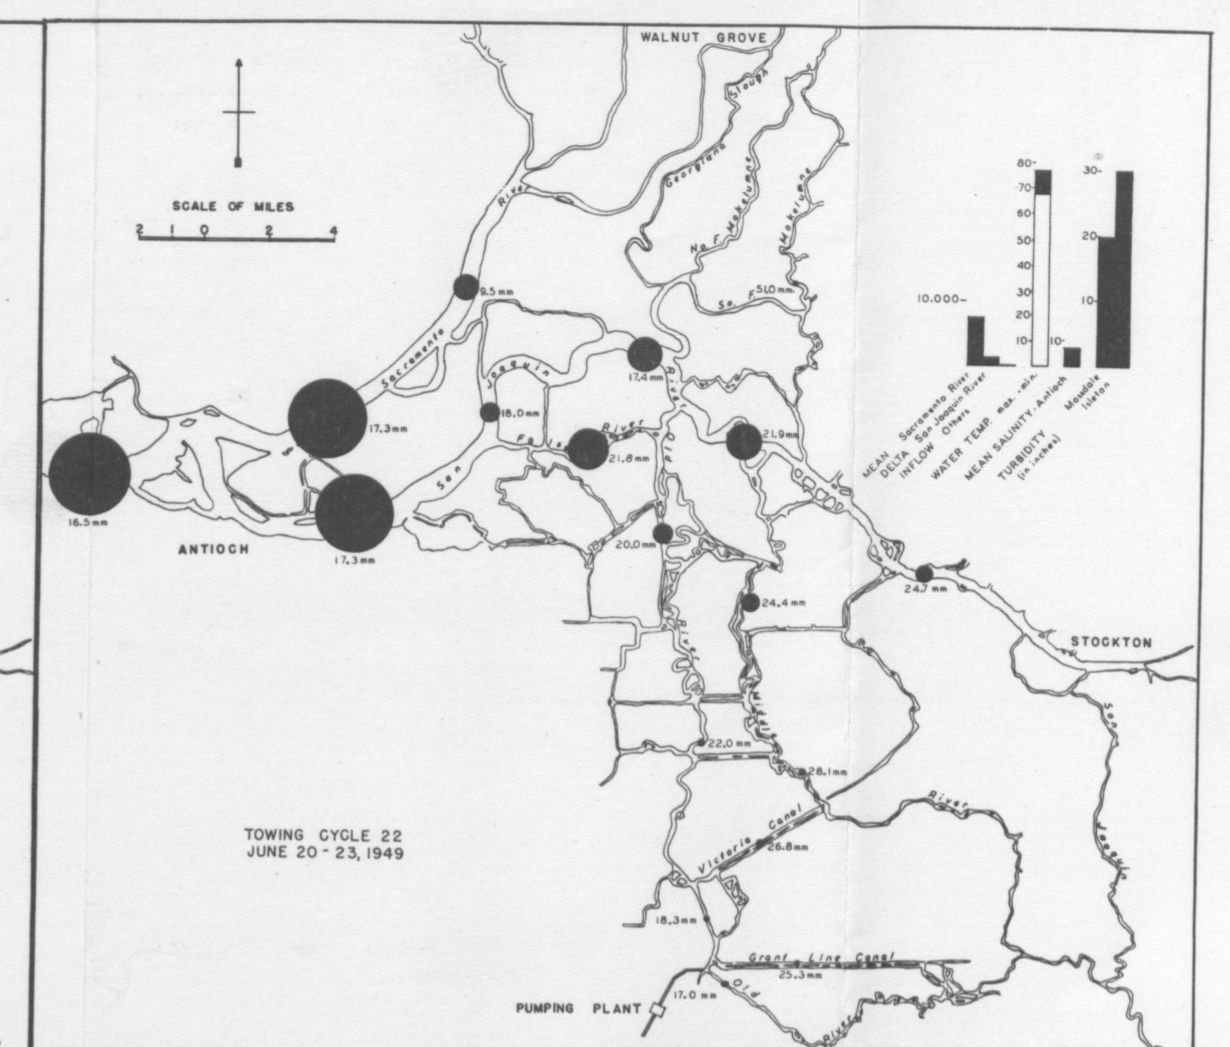 WALNUT GROVE
SCALE OF MILES
2 1 0 2 4
Georgiana Slough
No. F. Mokelumne
Mokelumne
So. F. 51.0 mm.
River
9.5 mm
Sacramento
Joaquin
17.4 mm
River
18.0 mm
17.3 mm
False River
21.8 mm
21.9 mm
Old
San
16.5 mm
17.3 mm
ANTIOCH
20.0 mm
24.4 mm
24.7 mm
STOCKTON
River
Middle
San
22.0 mm
28.1 mm
River
Joaquin
Victoria Canal
26.8 mm
18.3 mm
Grant Line Canal
25.3 mm
17.0 mm
Old
River
PUMPING PLANT
TOWING CYCLE 22
JUNE 20 - 23, 1949
80-
70-
60-
50-
40-
30-
20-
10-
30-
20-
10-
10.000-
10-
MEAN Sacramento River
DELTA San Joaquin River
INFLOW Others
WATER TEMP. max.-min.
MEAN SALINITY-Antioch
TURBIDITY Mossdale
(in inches) Isleton